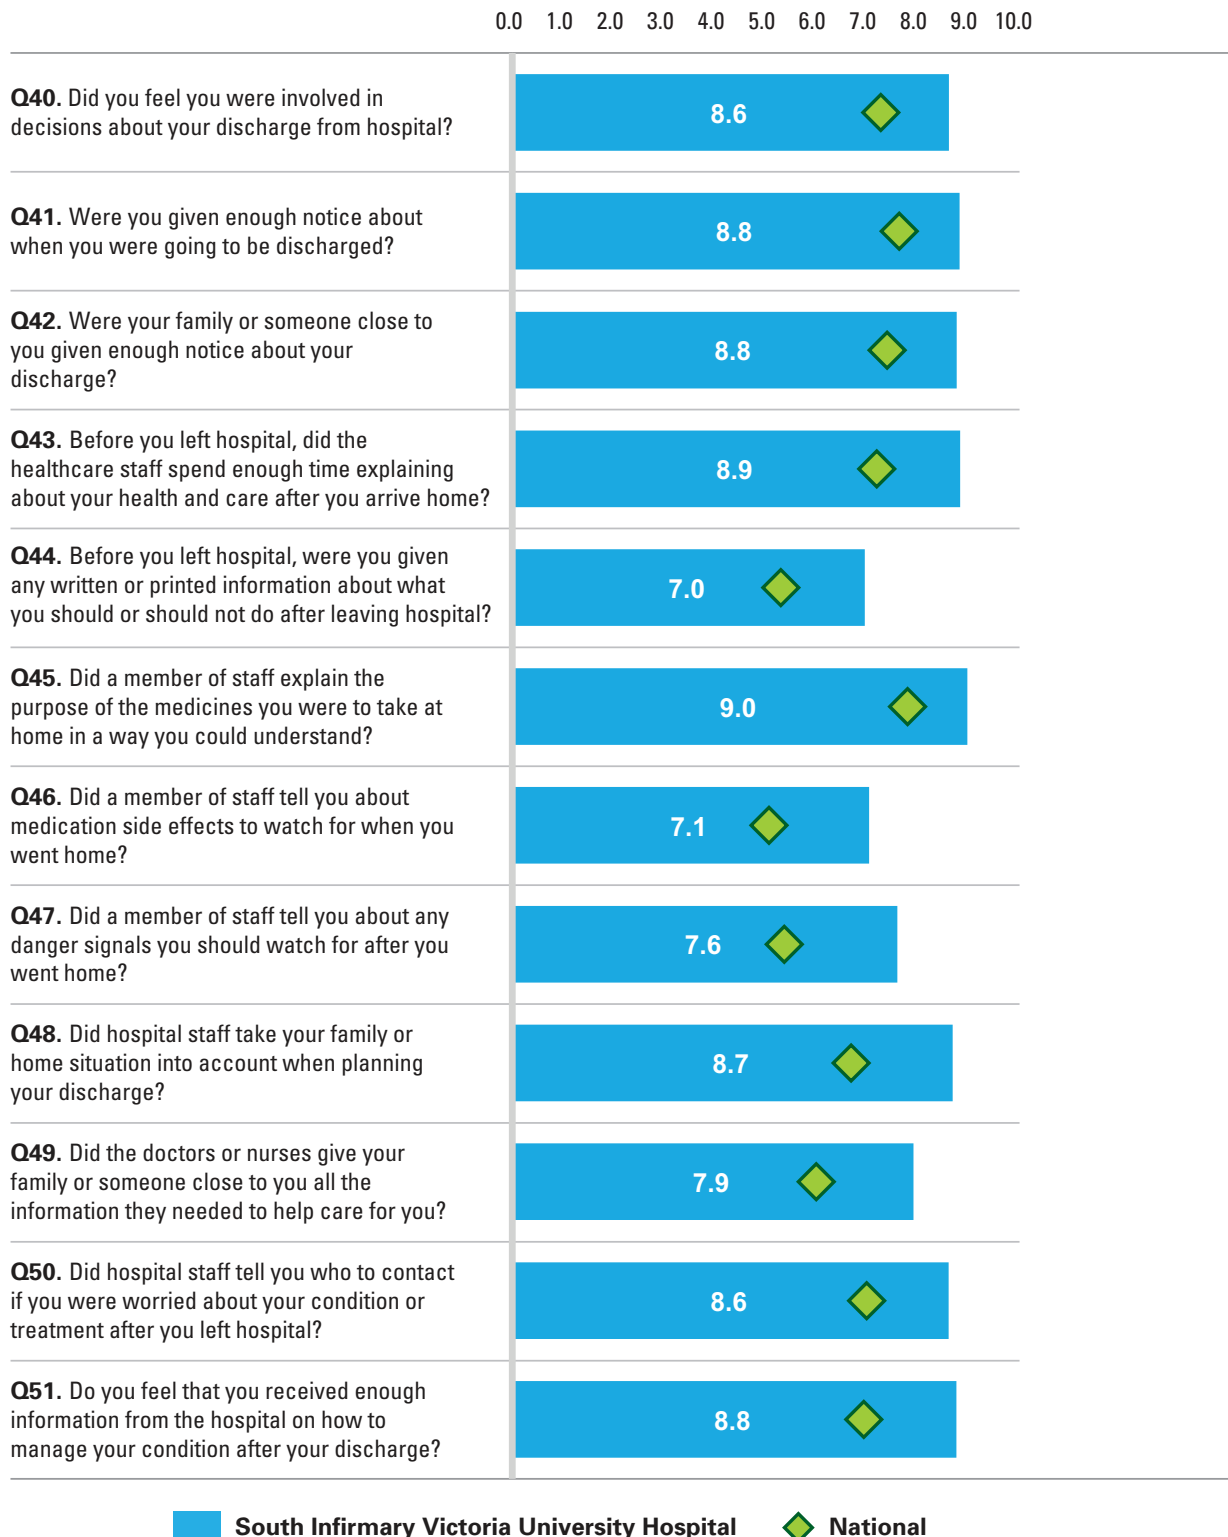 0.0 1.0 2.0 3.0 4.0 5.0 6.0 7.0 8.0 9.0 10.0
Q40. Did you feel you were involved in
decisions about your discharge from hospital?
8.6
Q41. Were you given enough notice about
when you were going to be discharged?
8.8
Q42. Were your family or someone close to
you given enough notice about your
discharge?
8.8
Q43. Before you left hospital, did the
healthcare staff spend enough time explaining
about your health and care after you arrive home?
8.9
Q44. Before you left hospital, were you given
any written or printed information about what
you should or should not do after leaving hospital?
7.0
Q45. Did a member of staff explain the
purpose of the medicines you were to take at
home in a way you could understand?
9.0
Q46. Did a member of staff tell you about
medication side effects to watch for when you
went home?
7.1
Q47. Did a member of staff tell you about any
danger signals you should watch for after you
went home?
7.6
Q48. Did hospital staff take your family or
home situation into account when planning
your discharge?
8.7
Q49. Did the doctors or nurses give your
family or someone close to you all the
information they needed to help care for you?
7.9
Q50. Did hospital staff tell you who to contact
if you were worried about your condition or
treatment after you left hospital?
8.6
Q51. Do you feel that you received enough
information from the hospital on how to
manage your condition after your discharge?
8.8
South Infirmary Victoria University Hospital National